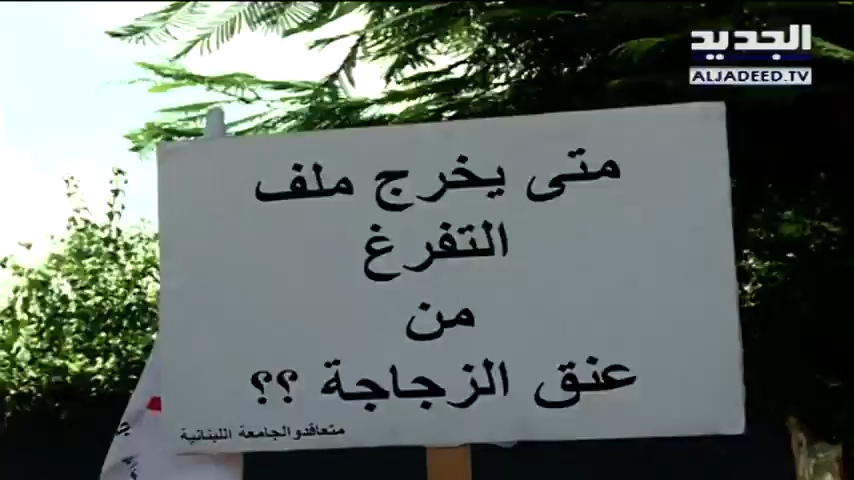 الجديد
ALJADEED.TV
متى يخرج ملف
التفرغ
من
عنق الزجاجة ؟؟
متعاقدو الجامعة اللبنانية